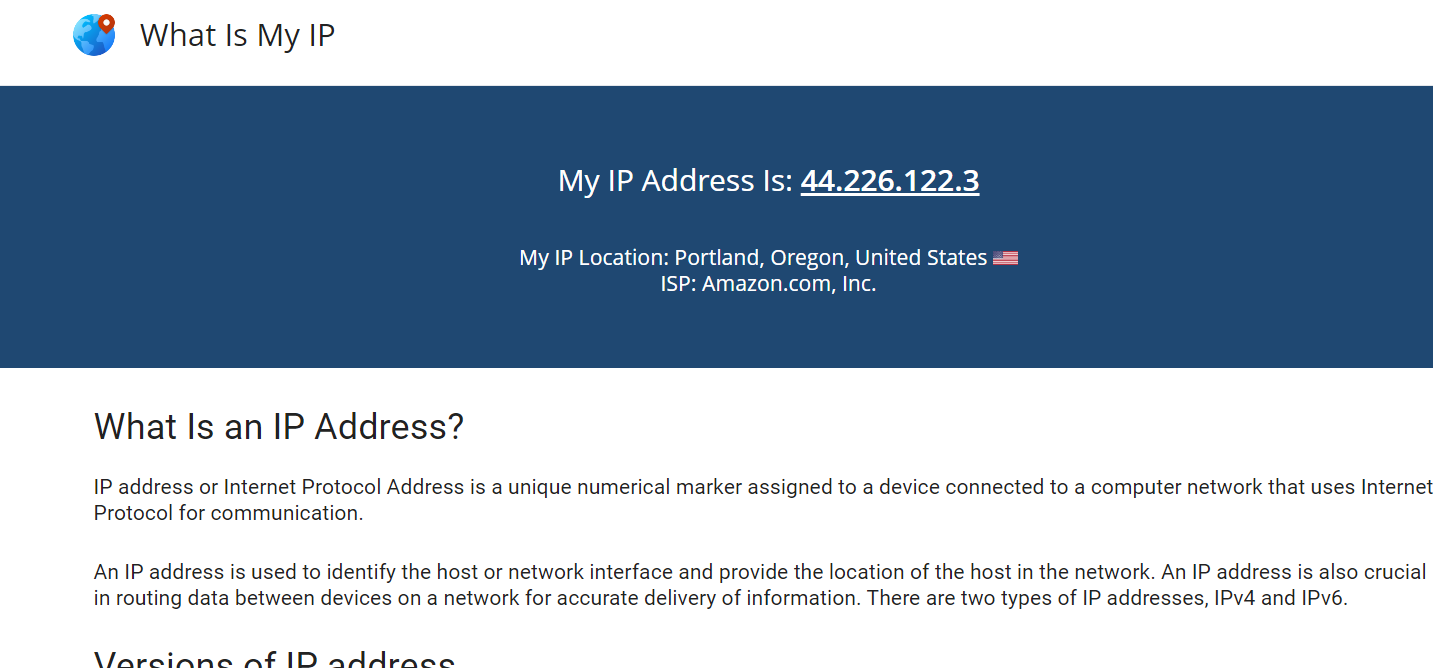 What Is My IP
My IP Address Is: 44.226.122.3
My IP Location: Portland, Oregon, United States
ISP: Amazon.com, Inc.
What Is an IP Address?
IP address or Internet Protocol Address is a unique numerical marker assigned to a device connected to a computer network that uses Internet
Protocol for communication.
An IP address is used to identify the host or network interface and provide the location of the host in the network. An IP address is also crucial
in routing data between devices on a network for accurate delivery of information. There are two types of IP addresses, IPv4 and IPv6.
Versions of IP address